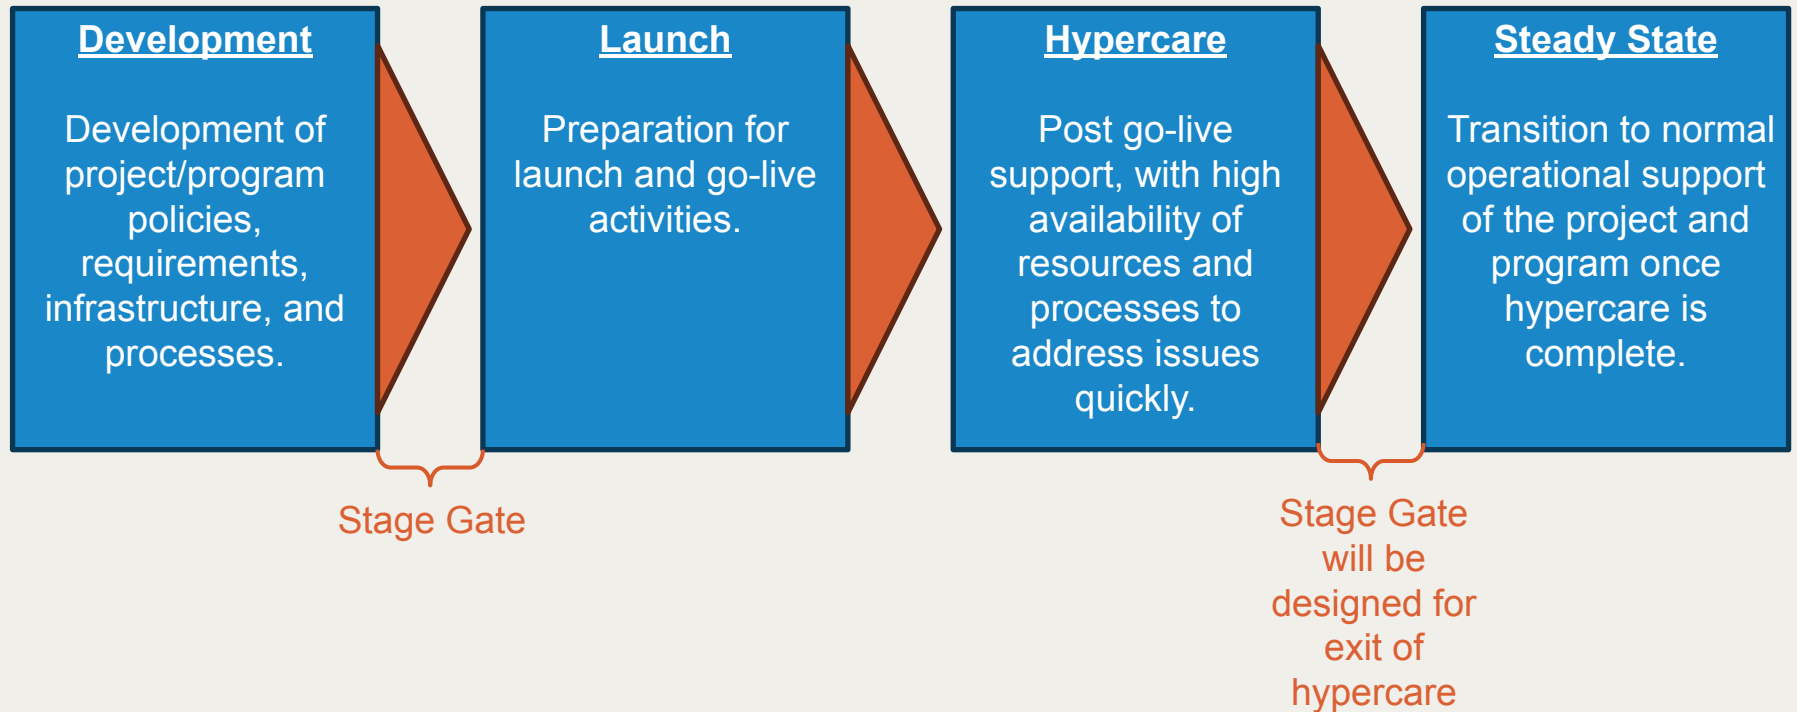 Development
Development of
project/program
policies,
requirements,
infrastructure, and
processes.
Launch
Preparation for
launch and go-live
activities.
Hypercare
Post go-live
support, with high
availability of
resources and
processes to
address issues
quickly.
Steady State
Transition to normal
operational support
of the project and
program once
hypercare is
complete.
Stage Gate
Stage Gate
will be
designed for
exit of
hypercare